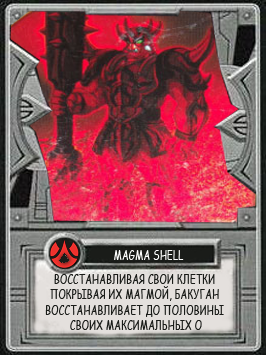 MAGMA SHELL
ВОССТАНАВЛИВАЯ СВОИ КЛЕТКИ
ПОКРЫВАЯ ИХ МАГМОЙ, БАКУГАН
ВОССТАНАВЛИВАЕТ ДО ПОЛОВИНЫ
СВОИХ МАКСИМАЛЬНЫХ О